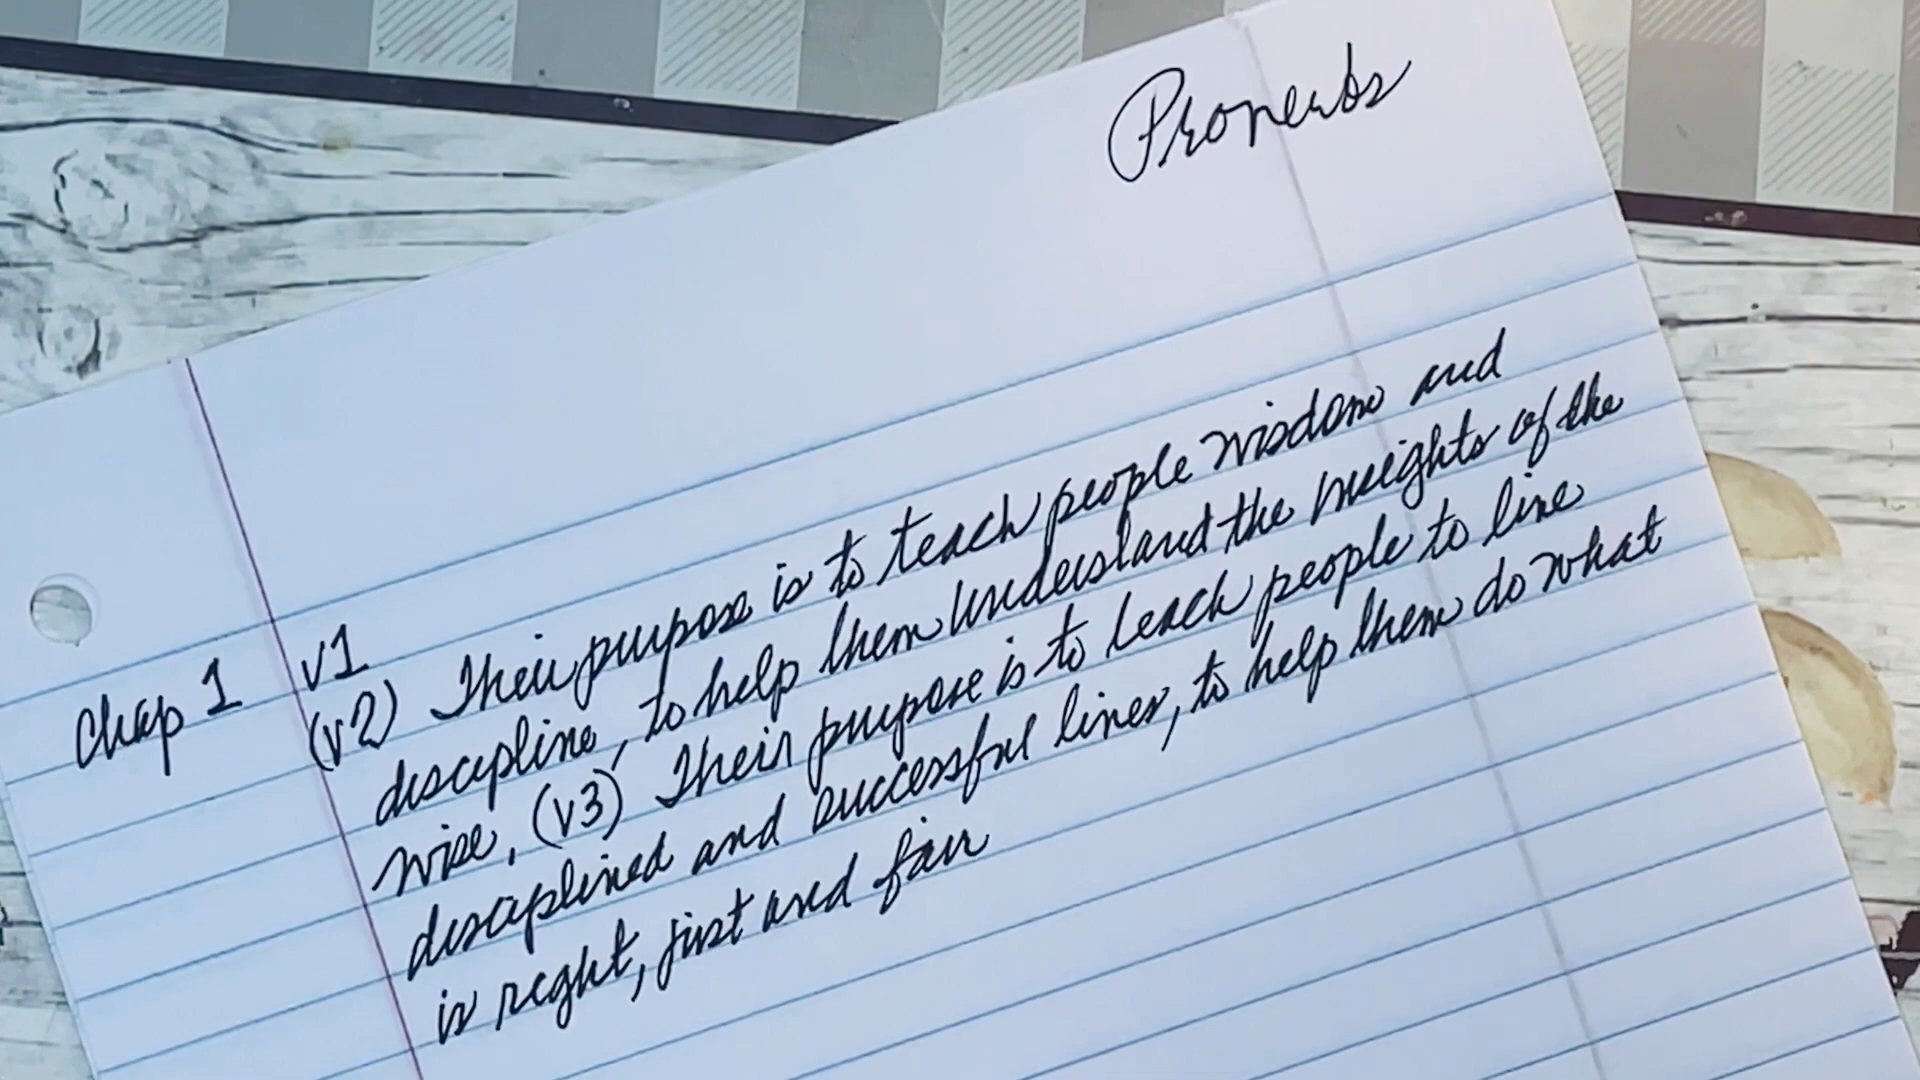 Proverbs
Chap 1 v1
(v2) Their purpose is to teach people wisdom and
discipline, to help them understand the insights of the
wise, (v3) Their purpose is to teach people to live
disciplined and successful lives, to help them do what
is right, just and fair